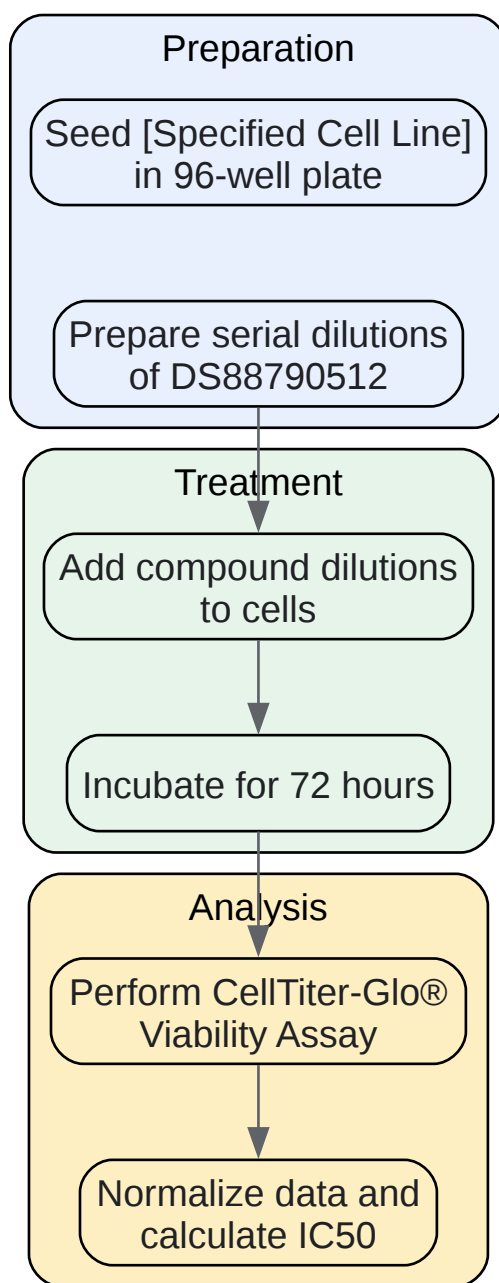 Preparation
Seed [Specified Cell Line]
in 96-well plate
Prepare serial dilutions
of DS88790512
Treatment
Add compound dilutions
to cells
Incubate for 72 hours
Analysis
Perform CellTiter-Glo®
Viability Assay
Normalize data and
calculate IC50